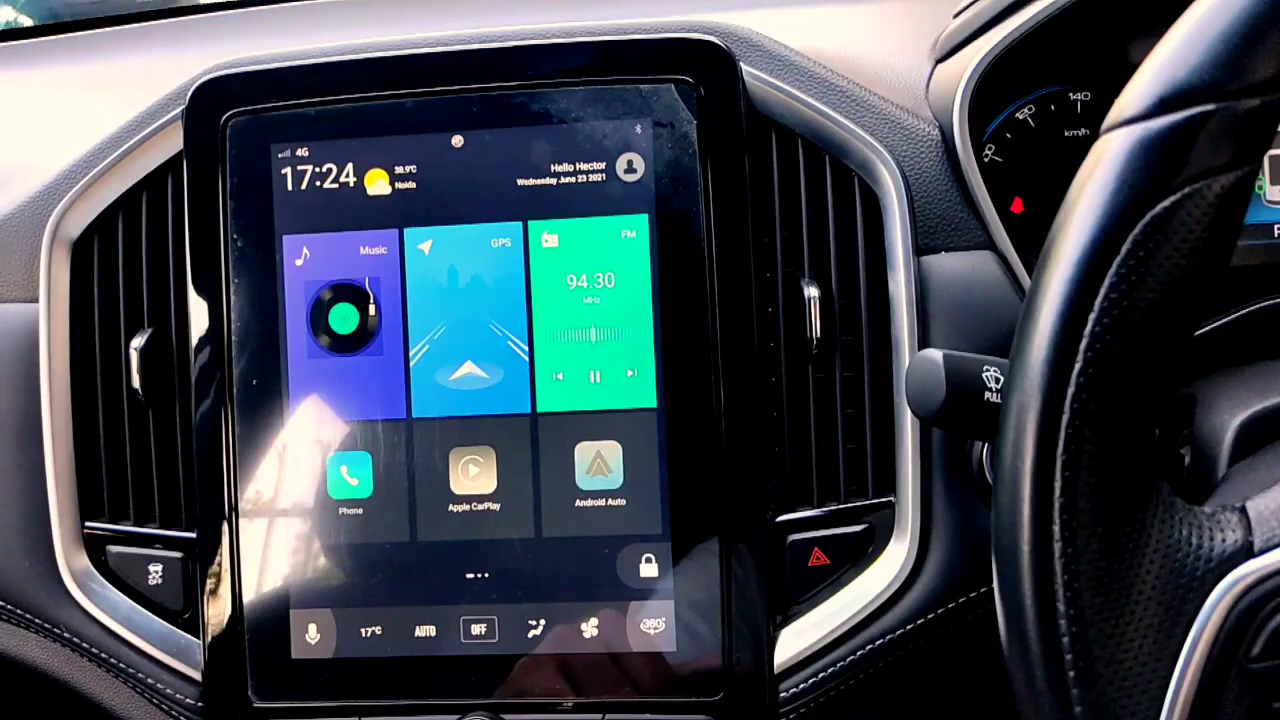 4G
17:24
38.9°C
Noida
Hello Hector
Wednesday June 23 2021
Music
GPS
FM
94.30
MHz
Phone
Apple CarPlay
Android Auto
17°C
AUTO
OFF
360°
OFF
140
km/h
PULL